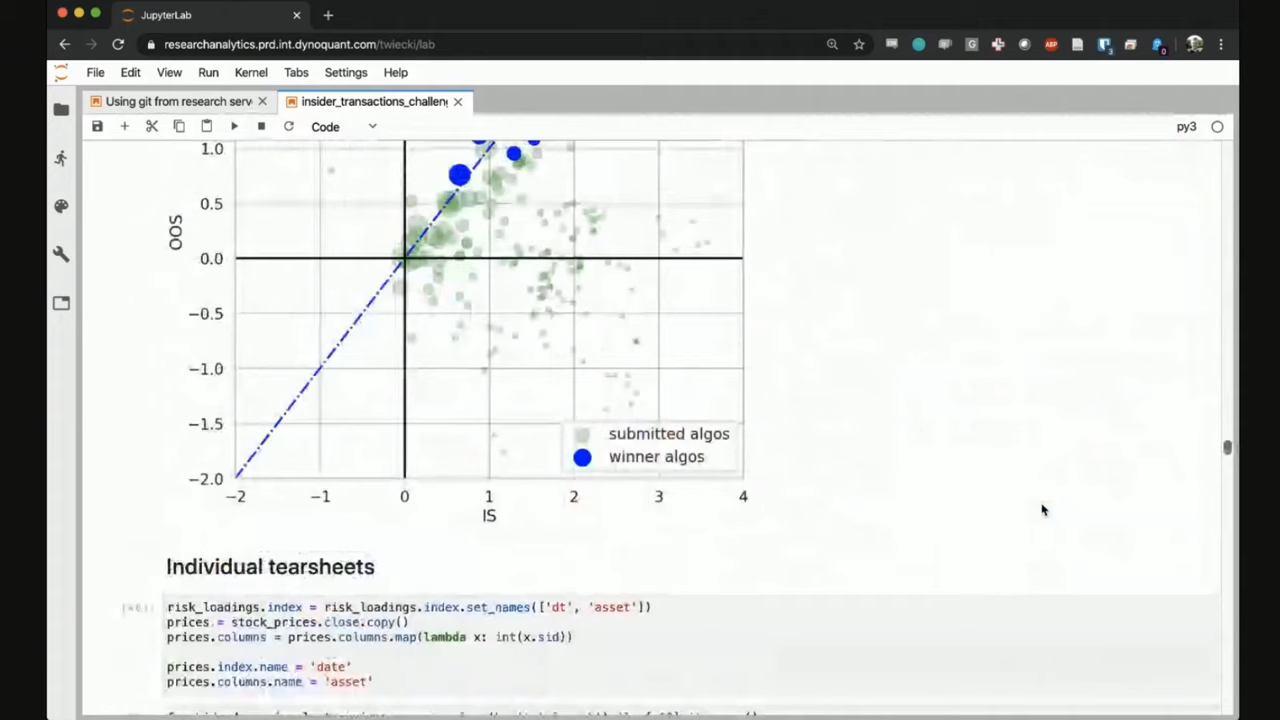 JupyterLab
researchanalytics.prd.int.dynoquant.com/twiecki/lab
File Edit View Run Kernel Tabs Settings Help
Using git from research serv
insider_transactions_challen
Code
py3
1.0
0.5
0.0
−0.5
−1.0
−1.5
−2.0
OOS
submitted algos
winner algos
−2 −1 0 1 2 3 4
IS
Individual tearsheets
risk_loadings.index = risk_loadings.index.set_names(['dt', 'asset'])
prices = stock_prices.close.copy()
prices.columns = prices.columns.map(lambda x: int(x.sid))
prices.index.name = 'date'
prices.columns.name = 'asset'